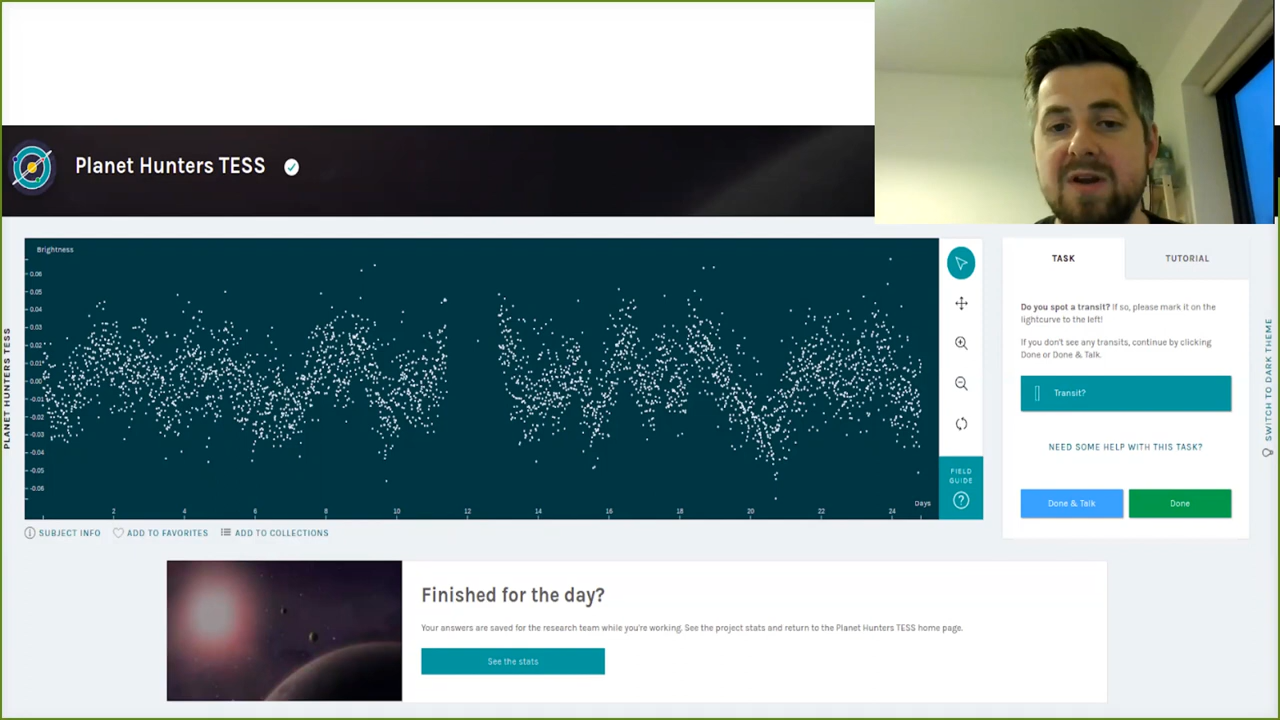 Planet Hunters TESS
PLANET HUNTERS TESS
Brightness
0.06
0.05
0.04
0.03
0.02
0.01
0.00
-0.01
-0.02
-0.03
-0.04
-0.05
-0.06
2 4 6 8 10 12 14 16 18 20 22 24
Days
FIELD
GUIDE
?
SUBJECT INFO ADD TO FAVORITES ADD TO COLLECTIONS
TASK TUTORIAL
Do you spot a transit? If so, please mark it on the
lightcurve to the left!
If you don't see any transits, continue by clicking
Done or Done & Talk.
Transit?
NEED SOME HELP WITH THIS TASK?
Done & Talk Done
SWITCH TO DARK THEME
Finished for the day?
Your answers are saved for the research team while you're working. See the project stats and return to the Planet Hunters TESS home page.
See the stats